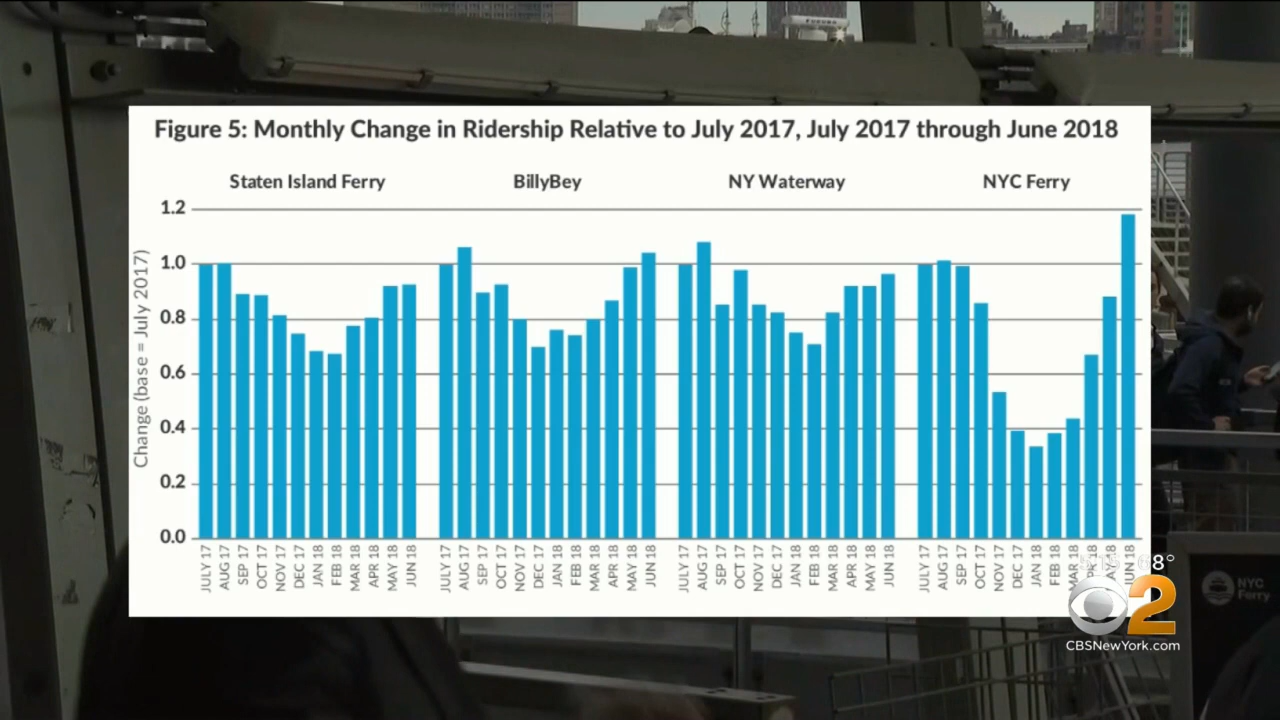 Furuno
Figure 5: Monthly Change in Ridership Relative to July 2017, July 2017 through June 2018
Staten Island Ferry
BillyBey
NY Waterway
NYC Ferry
Change (base = July 2017)
1.2
1.0
0.8
0.6
0.4
0.2
0.0
JULY 17
AUG 17
SEP 17
OCT 17
NOV 17
DEC 17
JAN 18
FEB 18
MAR 18
APR 18
MAY 18
JUN 18
JULY 17
AUG 17
SEP 17
OCT 17
NOV 17
DEC 17
JAN 18
FEB 18
MAR 18
APR 18
MAY 18
JUN 18
JULY 17
AUG 17
SEP 17
OCT 17
NOV 17
DEC 17
JAN 18
FEB 18
MAR 18
APR 18
MAY 18
JUN 18
JULY 17
AUG 17
SEP 17
OCT 17
NOV 17
DEC 17
JAN 18
FEB 18
MAR 18
JUN 18
2
CBSNewYork.com
NYC
Ferry